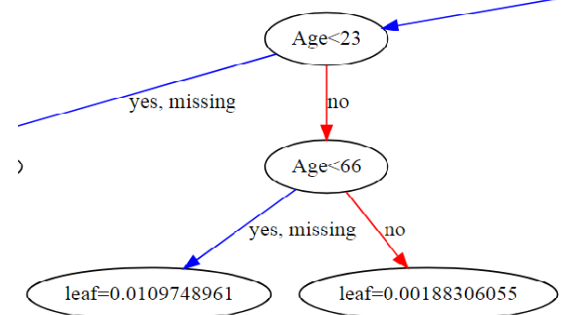 Age<23
yes, missing
no
Age<66
yes, missing
no
leaf=0.0109748961
leaf=0.00188306055